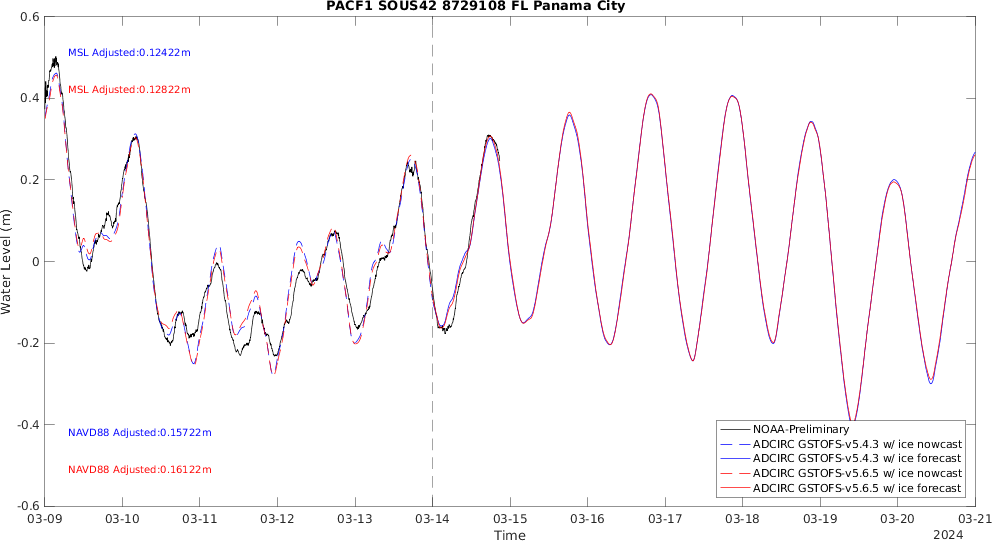 PACF1 SOUS42 8729108 FL Panama City
0.6
MSL Adjusted:0.12422m
MSL Adjusted:0.12822m
0.4
0.2
0
-0.2
-0.4
-0.6
Water Level (m)
NAVD88 Adjusted:0.15722m
NAVD88 Adjusted:0.16122m
NOAA-Preliminary
ADCIRC GSTOFS-v5.4.3 w/ ice nowcast
ADCIRC GSTOFS-v5.4.3 w/ ice forecast
ADCIRC GSTOFS-v5.6.5 w/ ice nowcast
ADCIRC GSTOFS-v5.6.5 w/ ice forecast
03-09 03-10 03-11 03-12 03-13 03-14 03-15 03-16 03-17 03-18 03-19 03-20 03-21
Time
2024